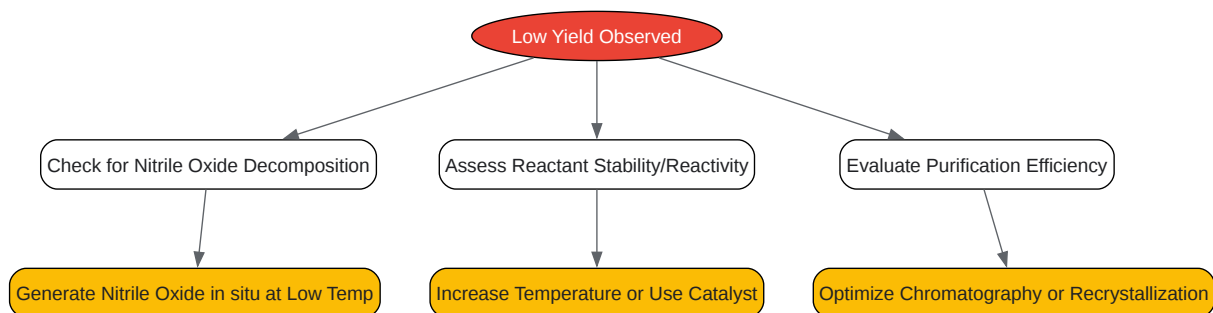 Low Yield Observed
Check for Nitrile Oxide Decomposition
Assess Reactant Stability/Reactivity
Evaluate Purification Efficiency
Generate Nitrile Oxide in situ at Low Temp
Increase Temperature or Use Catalyst
Optimize Chromatography or Recrystallization